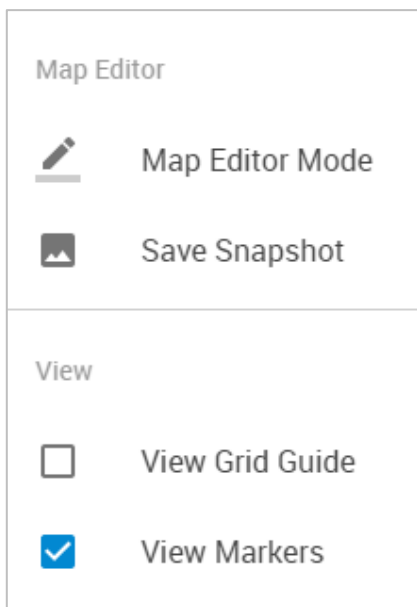 Map Editor
Map Editor Mode
Save Snapshot
View
View Grid Guide
View Markers